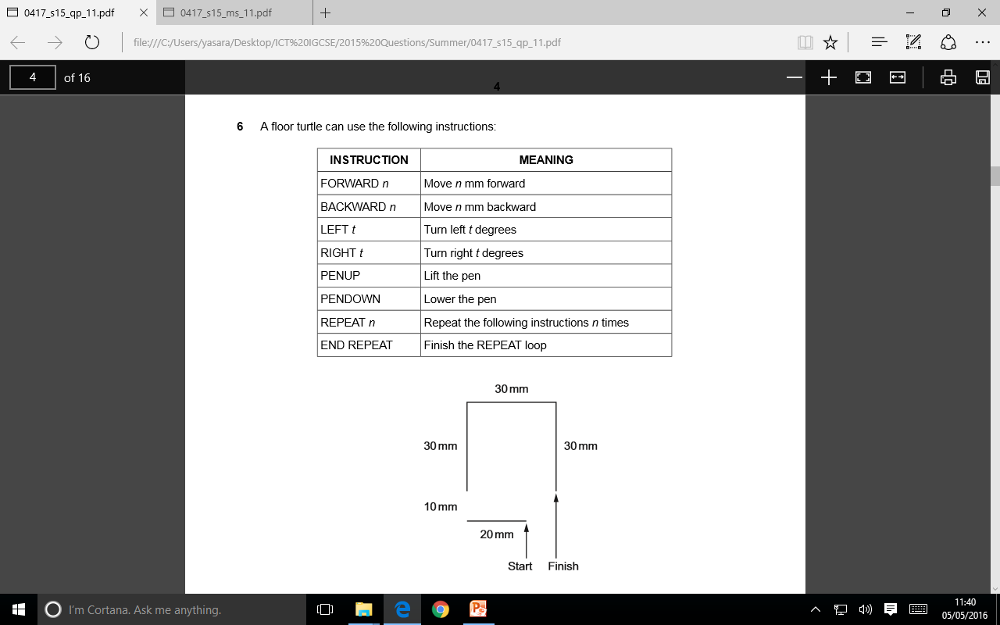 0417_s15_qp_11.pdf
0417_s15_ms_11.pdf
file:///C:/Users/yasara/Desktop/ICT%20IGCSE/2015%20Questions/Summer/0417_s15_qp_11.pdf
4 of 16
4
6 A floor turtle can use the following instructions:
INSTRUCTION MEANING
FORWARD n Move n mm forward
BACKWARD n Move n mm backward
LEFT t Turn left t degrees
RIGHT t Turn right t degrees
PENUP Lift the pen
PENDOWN Lower the pen
REPEAT n Repeat the following instructions n times
END REPEAT Finish the REPEAT loop
30 mm
30 mm
30 mm
10 mm
20 mm
Start Finish
I'm Cortana. Ask me anything.
11:40
05/05/2016